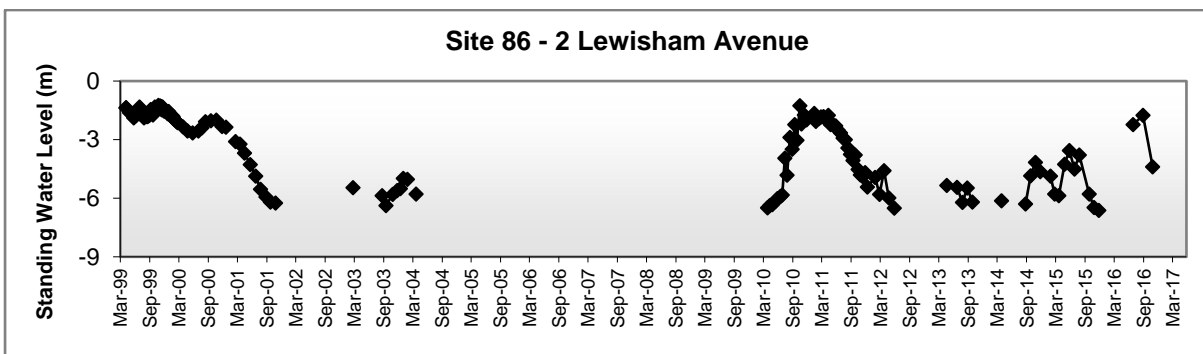 Site 86 - 2 Lewisham Avenue
Standing Water Level (m)
0
-3
-6
-9
Mar-99
Sep-99
Mar-00
Sep-00
Mar-01
Sep-01
Mar-02
Sep-02
Mar-03
Sep-03
Mar-04
Sep-04
Mar-05
Sep-05
Mar-06
Sep-06
Mar-07
Sep-07
Mar-08
Sep-08
Mar-09
Sep-09
Mar-10
Sep-10
Mar-11
Sep-11
Mar-12
Sep-12
Mar-13
Sep-13
Mar-14
Sep-14
Mar-15
Sep-15
Mar-16
Sep-16
Mar-17